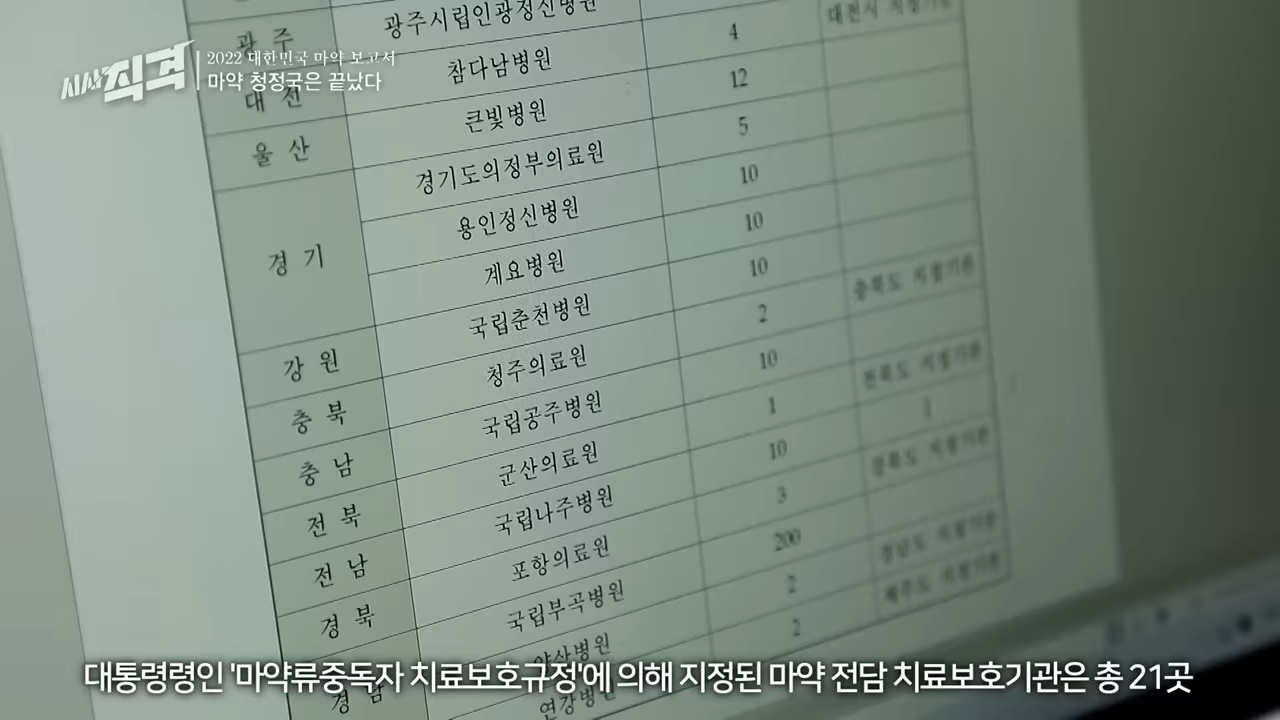 시사직격
2022 대한민국 마약 보고서
마약 청정국은 끝났다
광 주 광주시립인광정신병원
대 전 참다남병원 4 대전시 지정기관
울 산 큰빛병원 12
경 기 경기도의정부의료원 5
용인정신병원 10
계요병원 10
강 원 국립춘천병원 10
충 북 청주의료원 2 충북도 지정기관
충 남 국립공주병원 10
전 북 군산의료원 1 전북도 지정기관
전 남 국립나주병원 10
경 북 포항의료원 3 경북도 지정기관
경 남 국립부곡병원 200
양산병원 2 경남도 지정기관
연강병원 2 제주도 지정기관
대통령령인 '마약류중독자 치료보호규정'에 의해 지정된 마약 전담 치료보호기관은 총 21곳